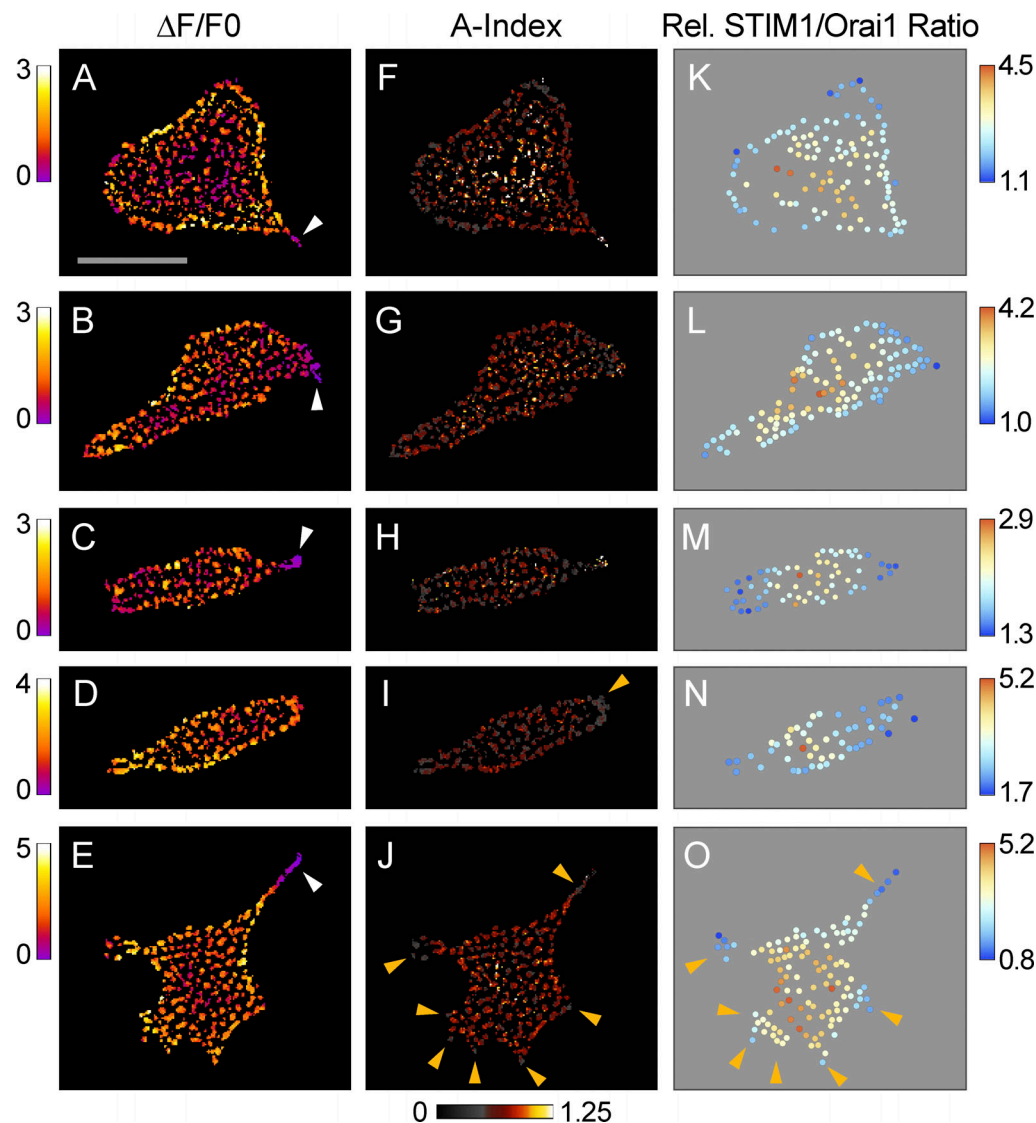 ΔF/F0 A-Index Rel. STIM1/Orai1 Ratio
3 A F K 4.5
0 1.1
3 B G L 4.2
0 1.0
3 C H M 2.9
0 1.3
4 D I N 5.2
0 1.7
5 E J O 5.2
0 0.8
0 1.25